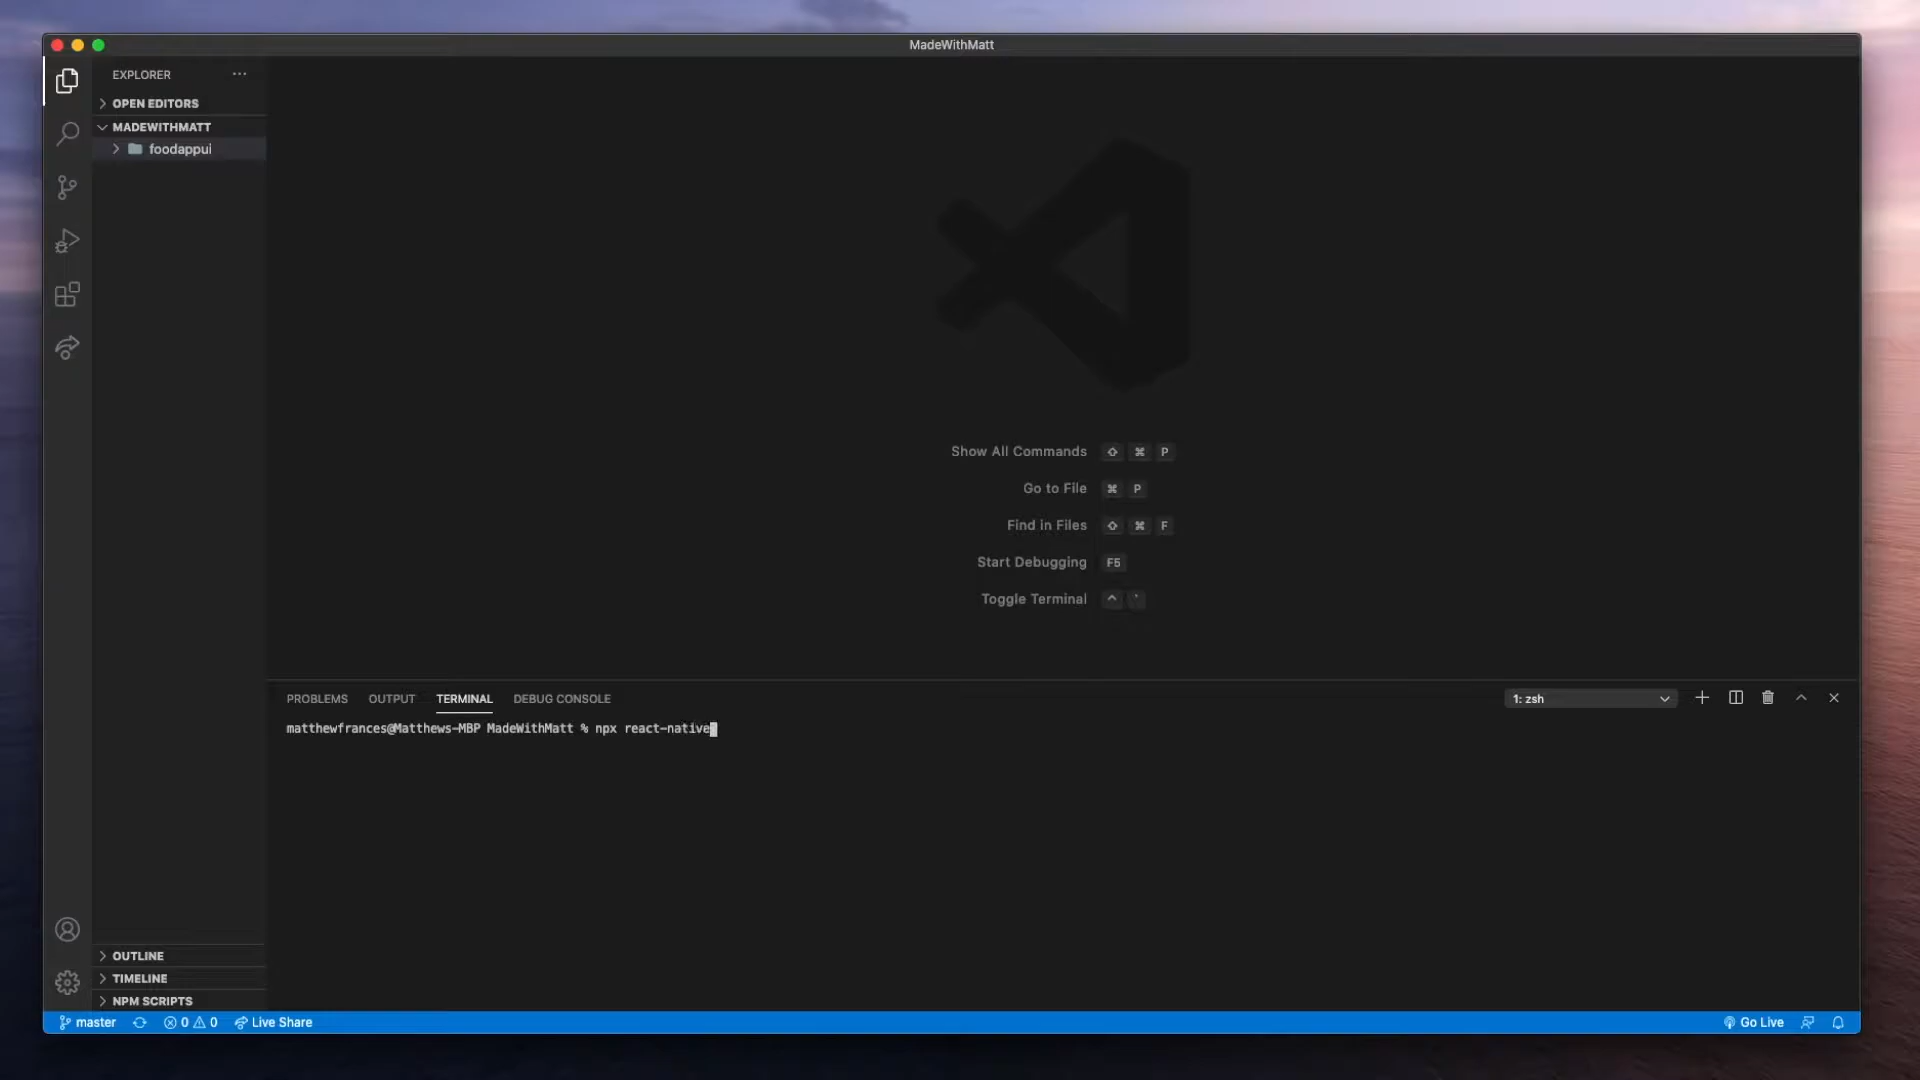 MadeWithMatt
EXPLORER
OPEN EDITORS
MADEWITHMATT
foodappui
Show All Commands ⌘ P
Go to File ⌘ P
Find in Files ⌘ F
Start Debugging F5
Toggle Terminal ^ `
PROBLEMS OUTPUT TERMINAL DEBUG CONSOLE 1: zsh
matthewfrances@Matthews-MBP MadeWithMatt % npx react-native
OUTLINE
TIMELINE
NPM SCRIPTS
master 0 0 Live Share Go Live